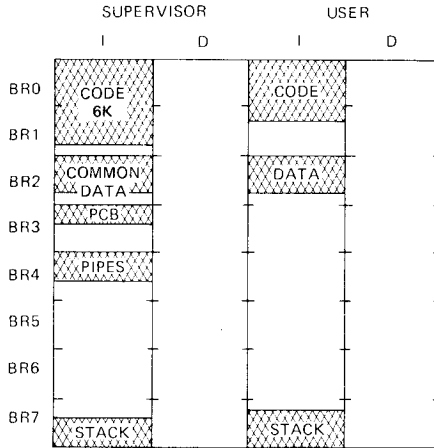 SUPERVISOR USER
I D I D
BR0 CODE CODE
6K
BR1
BR2 COMMON DATA
DATA
PCB
BR3
BR4 PIPES
BR5
BR6
BR7 STACK STACK